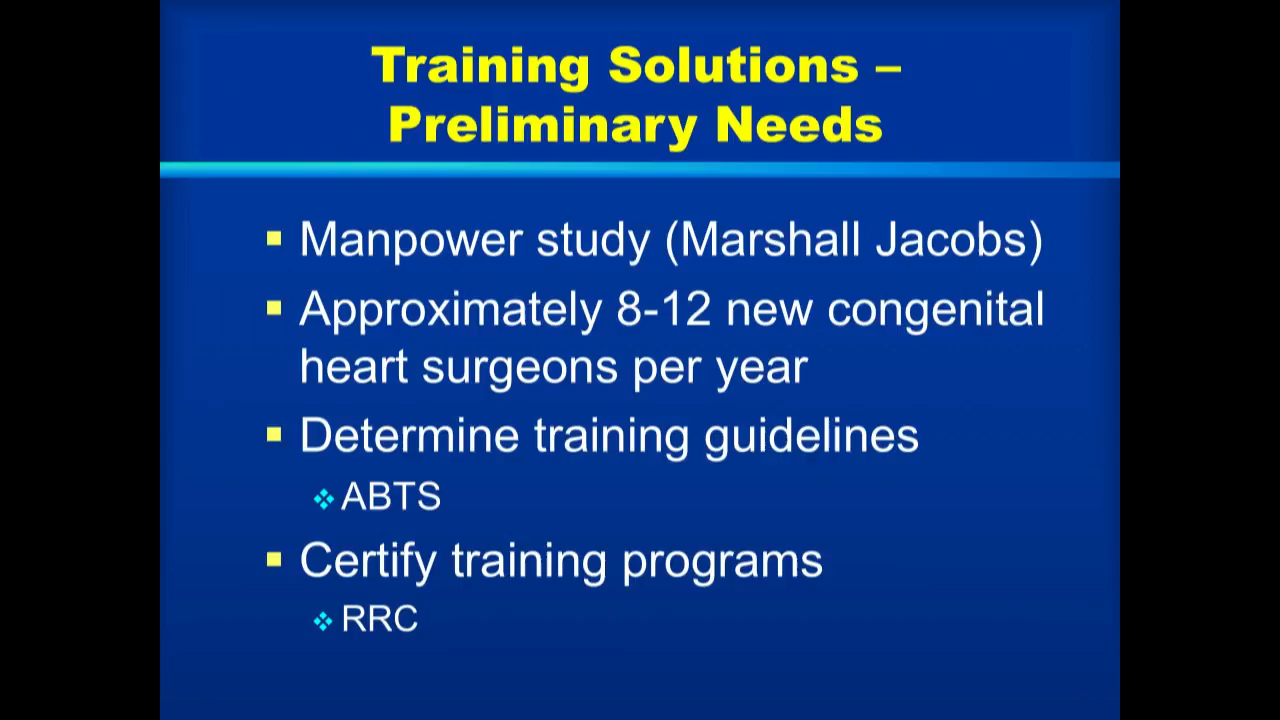 Training Solutions –
Preliminary Needs
Manpower study (Marshall Jacobs)
Approximately 8-12 new congenital
heart surgeons per year
Determine training guidelines
ABTS
Certify training programs
RRC